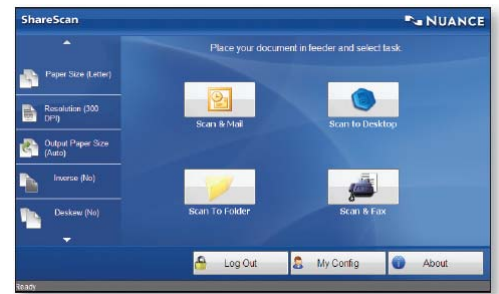 ShareScan
NUANCE
Place your document in feeder and select task.
Paper Size (Letter)
Resolution (300
DPI)
Output Paper Size
(Auto)
Inverse (No)
Deskew (No)
Scan & Mail
Scan to Desktop
Scan To Folder
Scan & Fax
Log Out
My Config
About
Ready